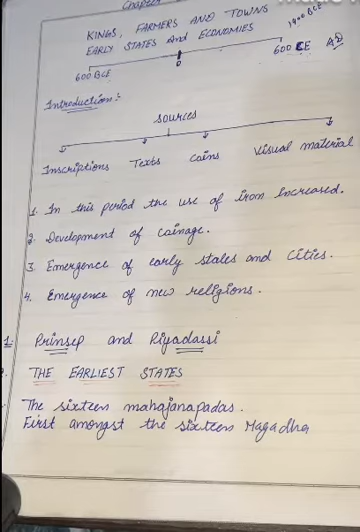 Chapter
KINGS, FARMERS AND TOWNS
EARLY STATES and ECONOMIES
1900 BCE
600 BCE
0
600 CE AD
Introduction:-
sources
Inscriptions Texts Coins Visual material
1. In this period the use of iron Increased.
2. Development of Coinage.
3. Emergence of early states and Cities.
4. Emergence of new religions.
1. Prinsep and Piyadassi
THE EARLIEST STATES
The sixteen mahajanapadas.
First amongst the sixteen Magadha